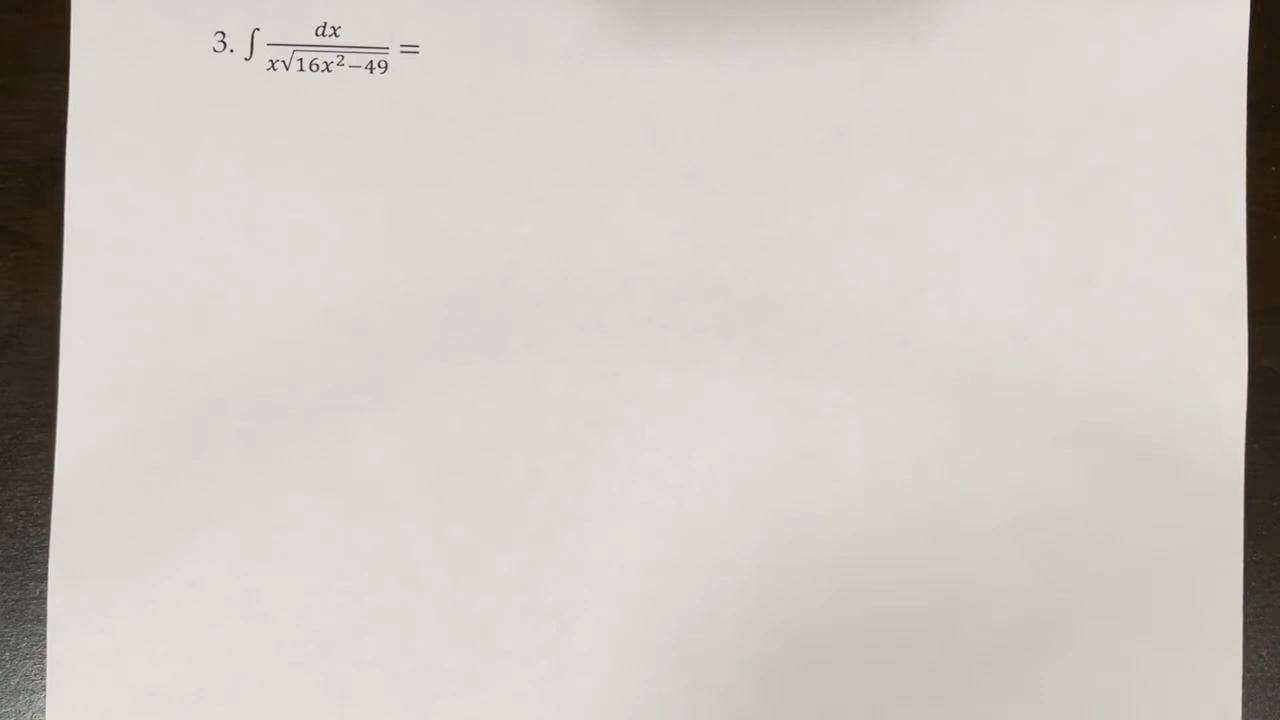 3. ∫ dx / x√16x²−49 =